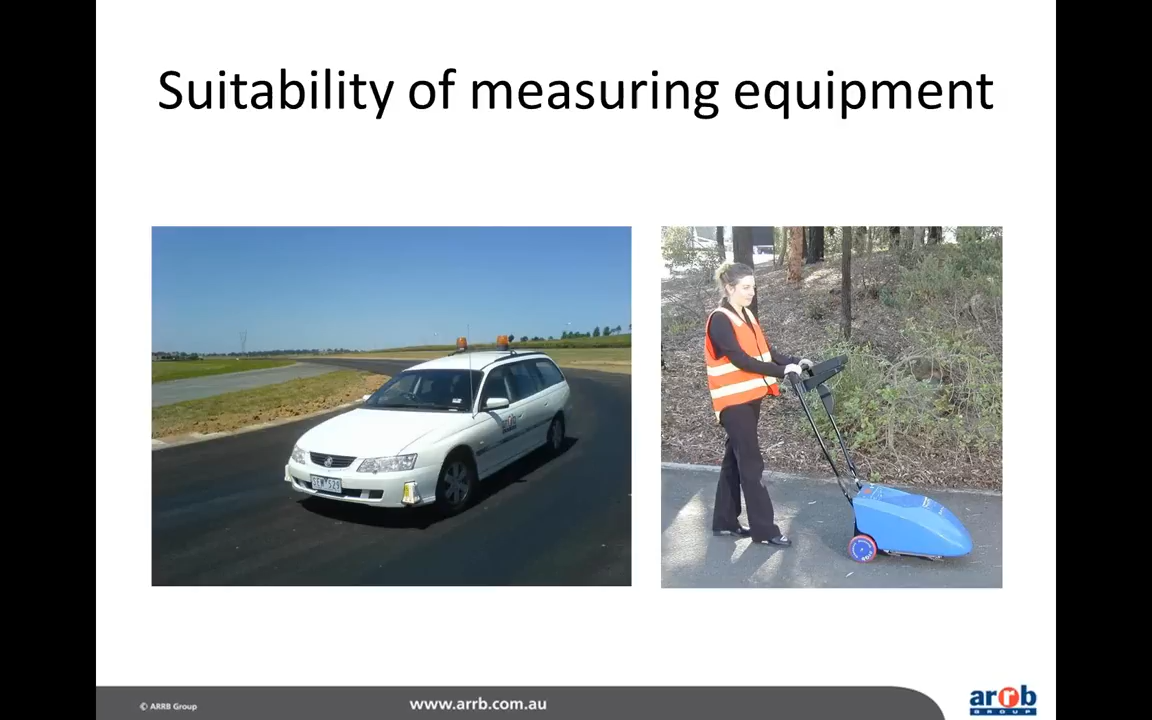 Suitability of measuring equipment
© ARRB Group
www.arrb.com.au
arrb
GROUP